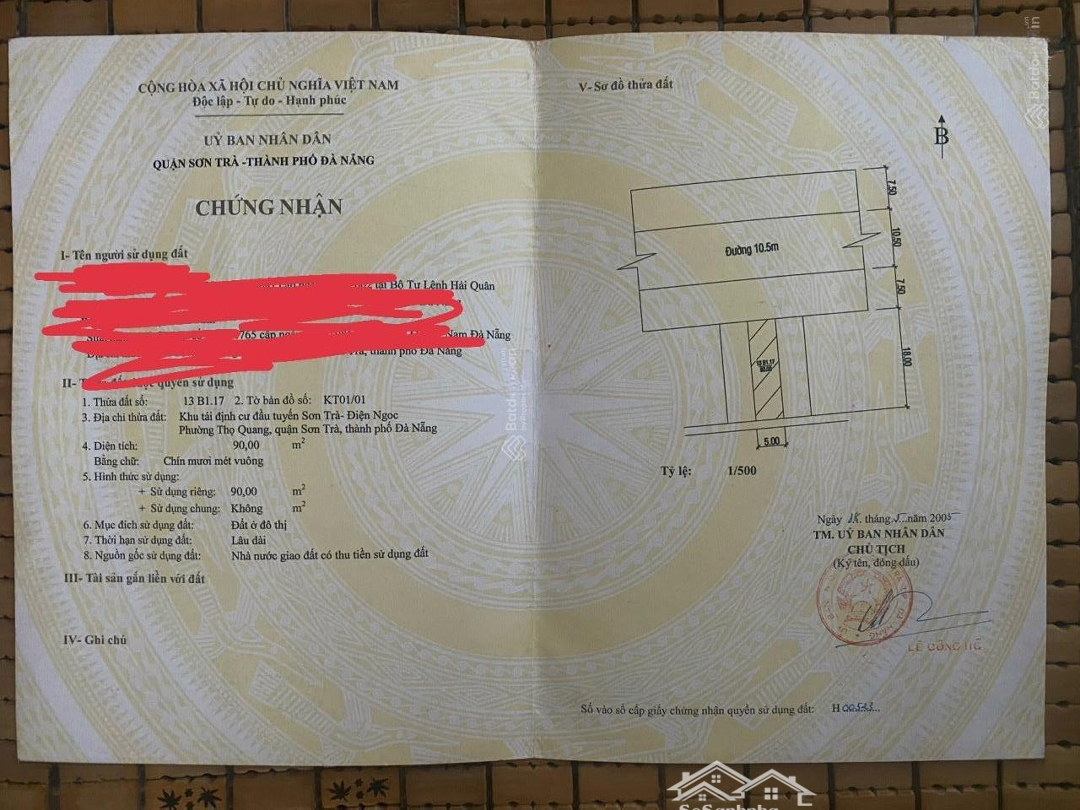 CỘNG HÒA XÃ HỘI CHỦ NGHĨA VIỆT NAM
Độc lập - Tự do - Hạnh phúc
UỶ BAN NHÂN DÂN
QUẬN SƠN TRÀ -THÀNH PHỐ ĐÀ NẴNG
CHỨNG NHẬN
I- Tên người sử dụng đất
tại Bộ Tư Lệnh Hải Quân
765 cấp
Nam Đà Nẵng
thành phố Đà Nẵng
II- quyền sử dụng
1. Thửa đất số: 13 B1.17 2. Tờ bản đồ số: KT01/01
3. Địa chỉ thửa đất: Khu tái định cư đầu tuyến Sơn Trà- Điện Ngọc
Phường Thọ Quang, quận Sơn Trà, thành phố Đà Nẵng
4. Diện tích: 90,00 m2
Bằng chữ: Chín mươi mét vuông
5. Hình thức sử dụng:
+ Sử dụng riêng: 90,00 m2
+ Sử dụng chung: Không m2
6. Mục đích sử dụng đất: Đất ở đô thị
7. Thời hạn sử dụng đất: Lâu dài
8. Nguồn gốc sử dụng đất: Nhà nước giao đất có thu tiền sử dụng đất
III- Tài sản gắn liền với đất
IV- Ghi chú
V- Sơ đồ thửa đất
B
7.50
Đường 10.5m
10.50
7.50
18.00
5.00
Tỷ lệ: 1/500
Ngày tháng năm 2005
TM. UỶ BAN NHÂN DÂN
CHỦ TỊCH
(Ký tên, đóng dấu)
LÊ CÔNG
Số vào sổ cấp giấy chứng nhận quyền sử dụng đất: H
Batdongsan